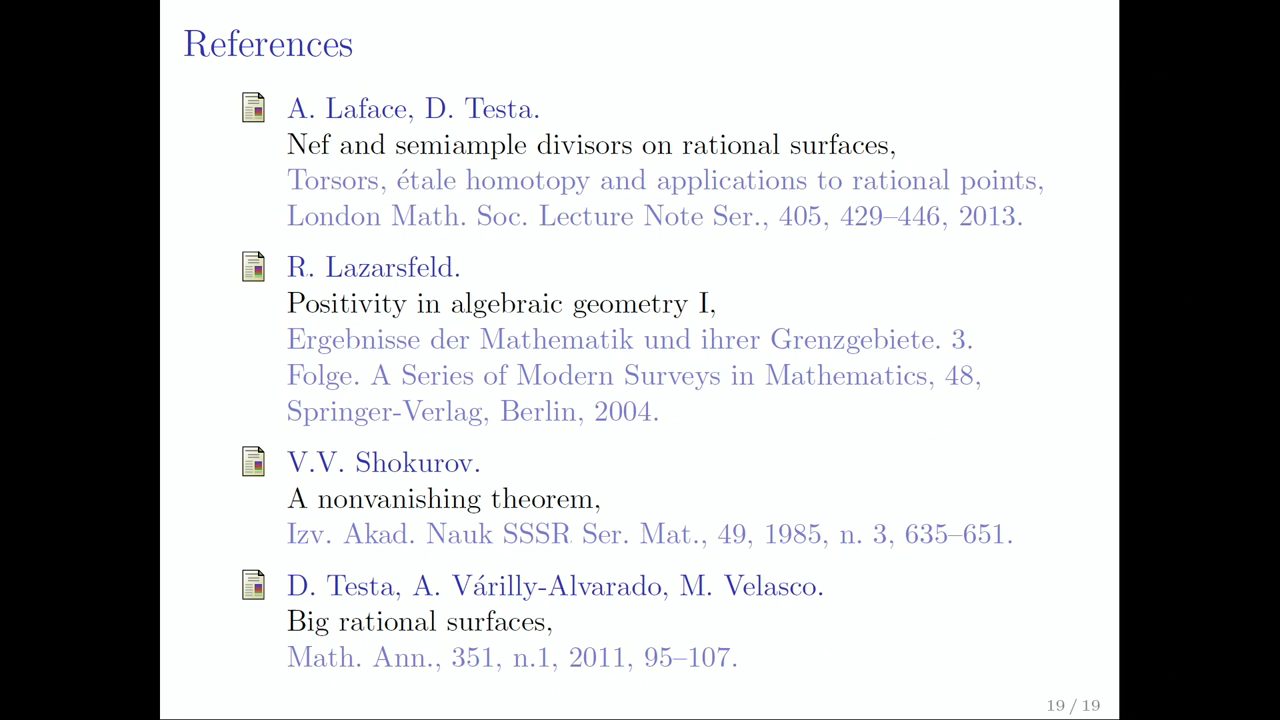 References
A. Laface, D. Testa.
Nef and semiample divisors on rational surfaces,
Torsors, étale homotopy and applications to rational points,
London Math. Soc. Lecture Note Ser., 405, 429–446, 2013.
R. Lazarsfeld.
Positivity in algebraic geometry I,
Ergebnisse der Mathematik und ihrer Grenzgebiete. 3.
Folge. A Series of Modern Surveys in Mathematics, 48,
Springer-Verlag, Berlin, 2004.
V.V. Shokurov.
A nonvanishing theorem,
Izv. Akad. Nauk SSSR Ser. Mat., 49, 1985, n. 3, 635–651.
D. Testa, A. Várilly-Alvarado, M. Velasco.
Big rational surfaces,
Math. Ann., 351, n.1, 2011, 95–107.
19 / 19